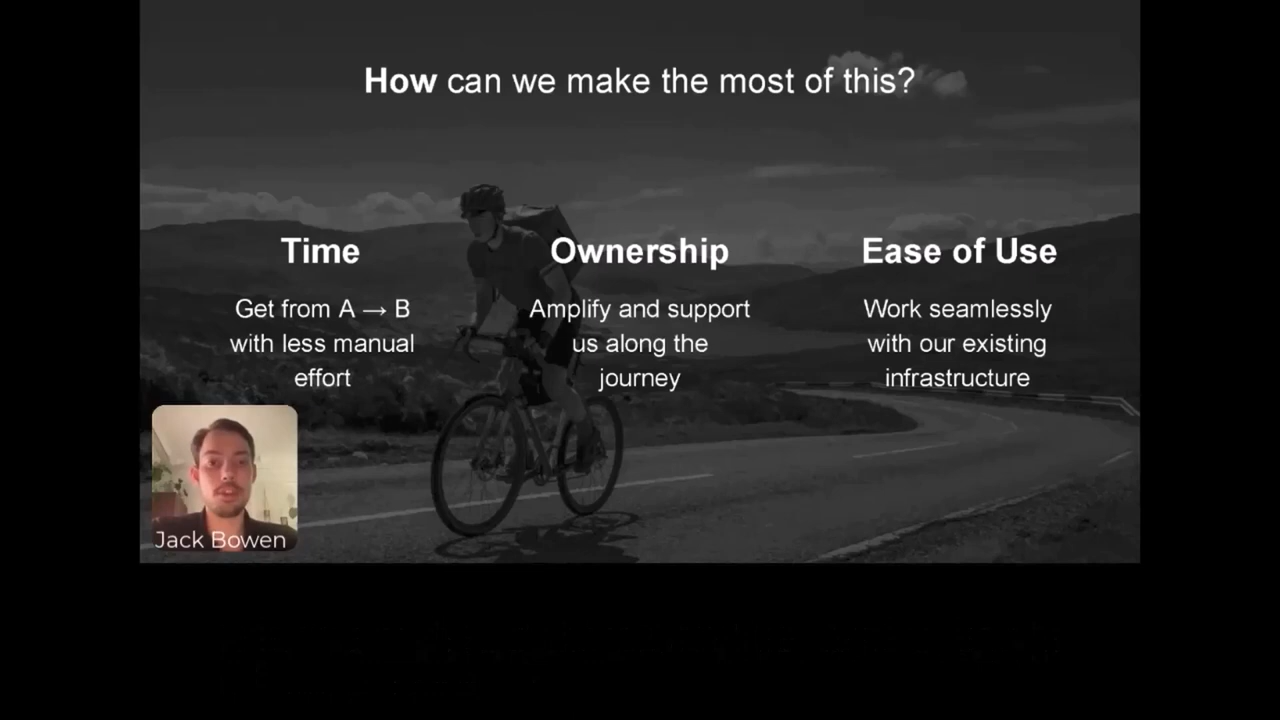 How can we make the most of this?
Time
Get from A → B
with less manual
effort
Ownership
Amplify and support
us along the
journey
Ease of Use
Work seamlessly
with our existing
infrastructure
Jack Bowen